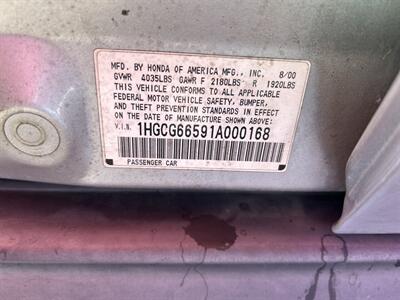 MFD. BY HONDA OF AMERICA MFG., INC. 8/00
GVWR 4035LBS GAWR F 2180LBS R 1920LBS
THIS VEHICLE CONFORMS TO ALL APPLICABLE
FEDERAL MOTOR VEHICLE SAFETY, BUMPER,
AND THEFT PREVENTION STANDARDS IN EFFECT
ON THE DATE OF MANUFACTURE SHOWN ABOVE.
V.I.N. 1HGCG66591A000168
PASSENGER CAR